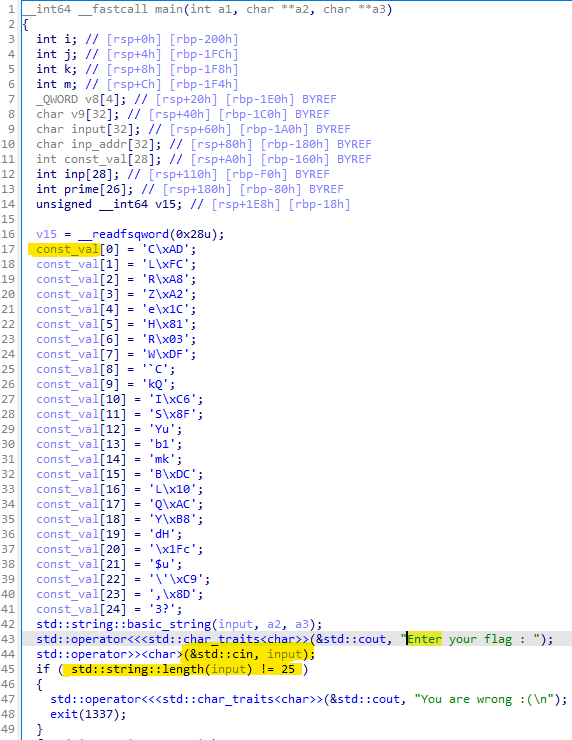 1 __int64 __fastcall main(int a1, char **a2, char **a3)
2 {
3 int i; // [rsp+0h] [rbp-200h]
4 int j; // [rsp+4h] [rbp-1FCh]
5 int k; // [rsp+8h] [rbp-1F8h]
6 int m; // [rsp+Ch] [rbp-1F4h]
7 _QWORD v8[4]; // [rsp+20h] [rbp-1E0h] BYREF
8 char v9[32]; // [rsp+40h] [rbp-1C0h] BYREF
9 char input[32]; // [rsp+60h] [rbp-1A0h] BYREF
10 char inp_addr[32]; // [rsp+80h] [rbp-180h] BYREF
11 int const_val[28]; // [rsp+A0h] [rbp-160h] BYREF
12 int inp[28]; // [rsp+110h] [rbp-F0h] BYREF
13 int prime[26]; // [rsp+180h] [rbp-80h] BYREF
14 unsigned __int64 v15; // [rsp+1E8h] [rbp-18h]
15
16 v15 = __readfsqword(0x28u);
17 const_val[0] = 'C\xAD';
18 const_val[1] = 'L\xFC';
19 const_val[2] = 'R\xA8';
20 const_val[3] = 'Z\xA2';
21 const_val[4] = 'e\x1C';
22 const_val[5] = 'H\x81';
23 const_val[6] = 'R\x03';
24 const_val[7] = 'W\xDF';
25 const_val[8] = '`C';
26 const_val[9] = 'kQ';
27 const_val[10] = 'I\xC6';
28 const_val[11] = 'S\x8F';
29 const_val[12] = 'Yu';
30 const_val[13] = 'b1';
31 const_val[14] = 'mk';
32 const_val[15] = 'B\xDC';
33 const_val[16] = 'L\x10';
34 const_val[17] = 'Q\xAC';
35 const_val[18] = 'Y\xB8';
36 const_val[19] = 'dH';
37 const_val[20] = '\x1Fc';
38 const_val[21] = '$u';
39 const_val[22] = '\'\xC9';
40 const_val[23] = ',\x8D';
41 const_val[24] = '3?';
42 std::string::basic_string(input, a2, a3);
43 std::operator<<<std::char_traits<char>>(&std::cout, "Enter your flag : ");
44 std::operator>><char>(&std::cin, input);
45 if ( std::string::length(input) != 25 )
46 {
47 std::operator<<<std::char_traits<char>>(&std::cout, "You are wrong :(\n");
48 exit(1337);
49 }